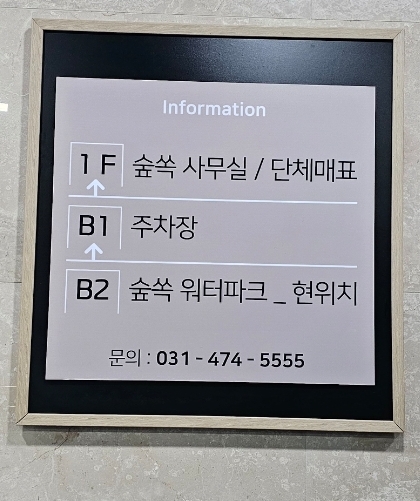 Information
1F 숲쏙 사무실 / 단체매표
B1 주차장
B2 숲쏙 워터파크 _ 현위치
문의 : 031 - 474 - 5555